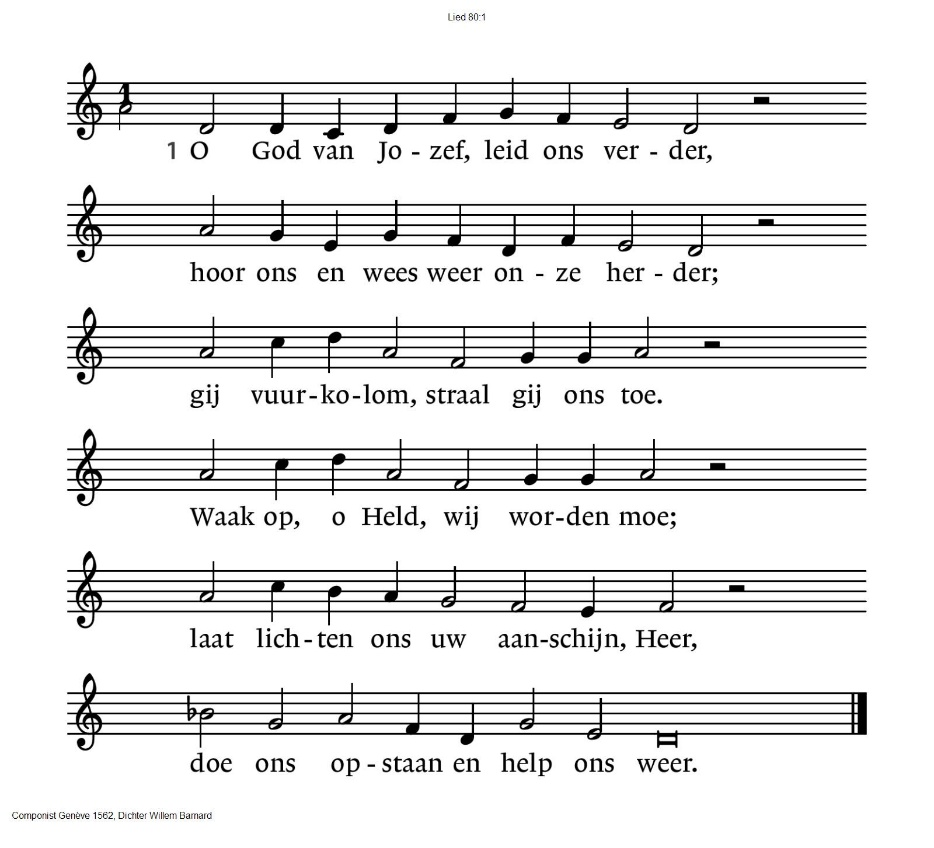 Lied 80:1
1
1 O God van Jo - zef, leid ons ver - der,
hoor ons en wees weer on - ze her - der;
gij vuur-ko-lom, straal gij ons toe.
Waak op, o Held, wij wor-den moe;
laat lich-ten ons uw aan-schijn, Heer,
doe ons op-staan en help ons weer.
Componist Genève 1562, Dichter Willem Barnard